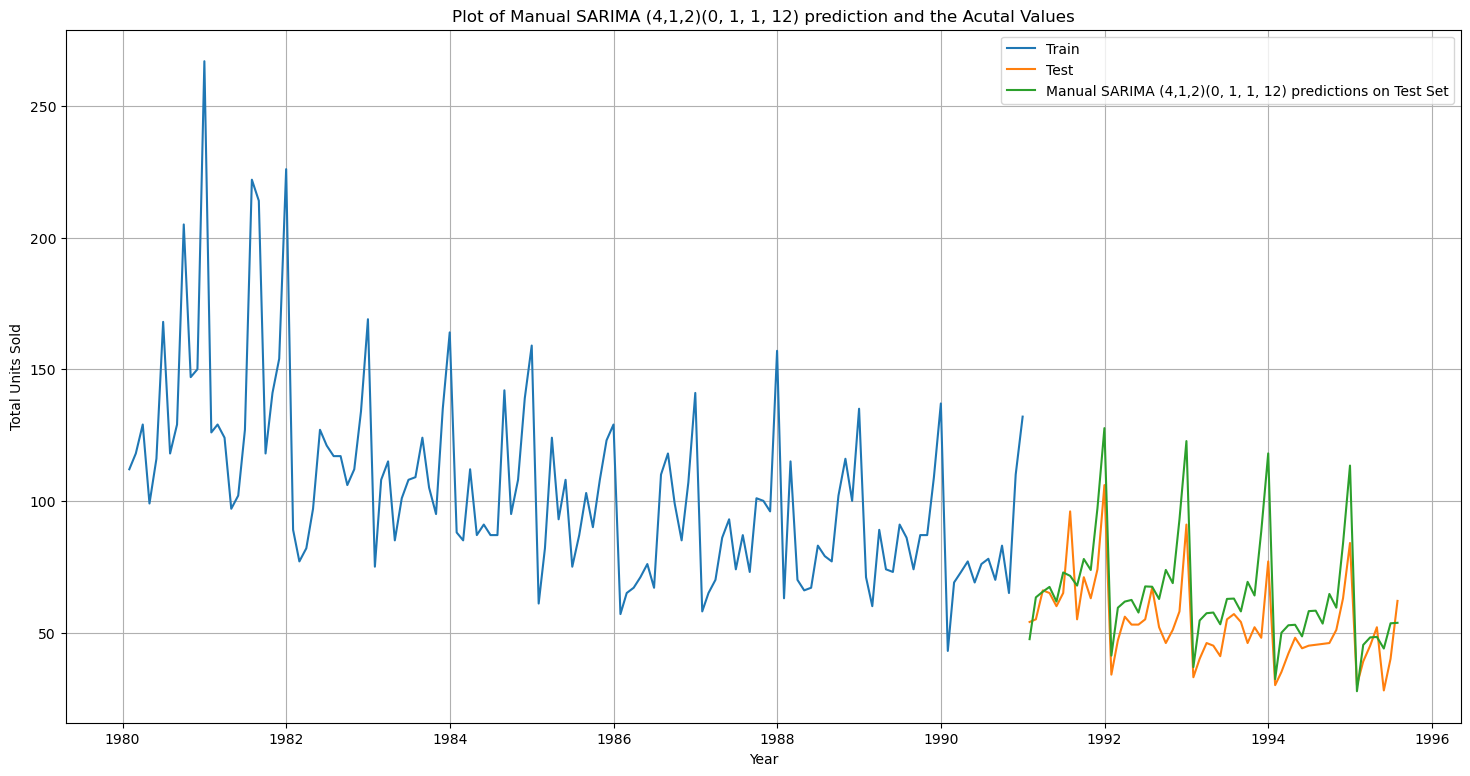 Plot of Manual SARIMA (4,1,2)(0, 1, 1, 12) prediction and the Acutal Values
Train
Test
Manual SARIMA (4,1,2)(0, 1, 1, 12) predictions on Test Set
Total Units Sold
250
200
150
100
50
1980 1982 1984 1986 1988 1990 1992 1994 1996
Year